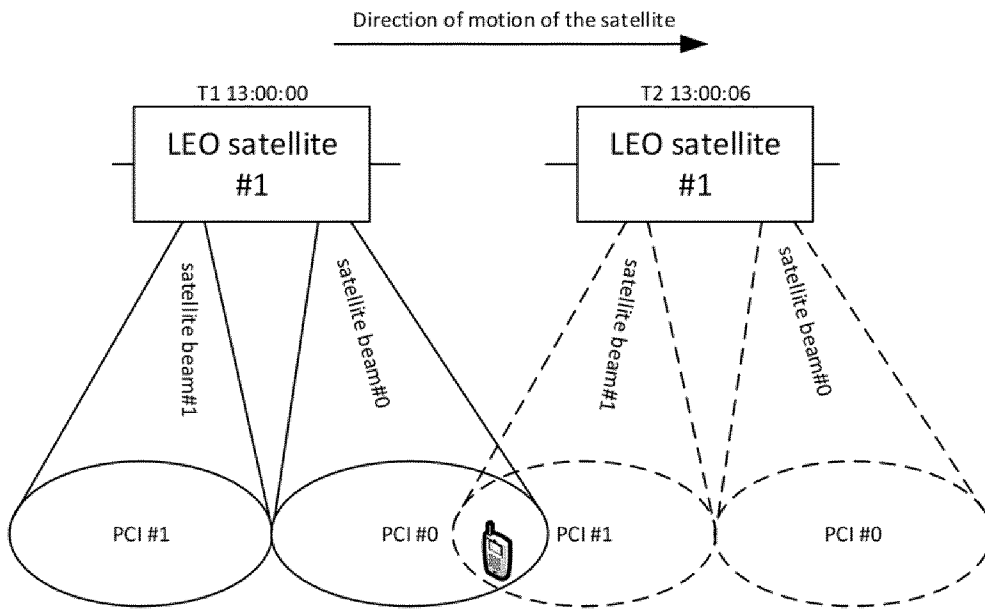 Direction of motion of the satellite
T1 13:00:00
T2 13:00:06
LEO satellite
#1
LEO satellite
#1
satellite beam#1
satellite beam#0
satellite beam#1
satellite beam#0
PCI #1
PCI #0
PCI #1
PCI #0